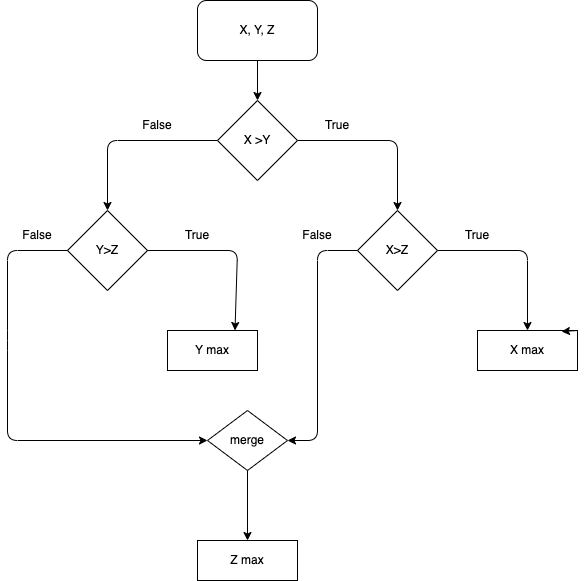 X, Y, Z
False
True
X >Y
False
True
False
True
Y>Z
X>Z
Y max
X max
merge
Z max